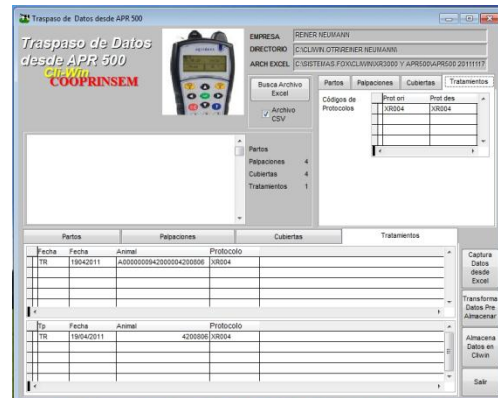 Traspaso de Datos desde APR 500
Traspaso de Datos
desde APR 500
Cli-Win
COOPRINSEM
EMPRESA REINER NEUMANN
DIRECTORIO C:\CLIWIN OTRI\REINER NEUMANN\
ARCH EXCEL C:\SISTEMAS.FOX\CLIWIN\XR3000 Y APR500\APR500 20111117
Busca Archivo
Excel
Archivo
CSV
Partos Palpaciones Cubiertas Tratamientos
Códigos de
Protocolos
Prot ori Prot des
XR004 XR004
Partos
Palpaciones 4
Cubiertas 4
Tratamientos 1
Partos Palpaciones Cubiertas Tratamientos
Fecha Fecha Animal Protocolo
TR 19042011 A0000000942000004200806 XR004
Tp Fecha Animal Protocolo
TR 19/04/2011 4200806 XR004
Captura
Datos
desde
Excel
Transforma
Datos Pre
Almacenar
Almacena
Datos en
Cliwin
Salir